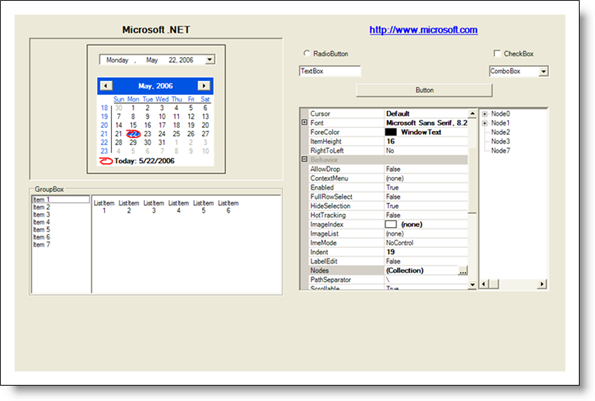 Microsoft .NET
http://www.microsoft.com
Monday , May 22, 2006
May, 2006
Sun Mon Tue Wed Thu Fri Sat
18 30 1 2 3 4 5 6
19 7 8 9 10 11 12 13
20 14 15 16 17 18 19 20
21 21 22 23 24 25 26 27
22 28 29 30 31 1 2 3
23 4 5 6 7 8 9 10
Today: 5/22/2006
RadioButton
CheckBox
TextBox
ComboBox
Button
GroupBox
Item 1
Item 2
Item 3
Item 4
Item 5
Item 6
Item 7
ListItem 1
ListItem 2
ListItem 3
ListItem 4
ListItem 5
ListItem 6
Cursor Default
Font Microsoft Sans Serif, 8.2
ForeColor WindowText
ItemHeight 16
RightToLeft No
Behavior
AllowDrop False
ContextMenu (none)
Enabled True
FullRowSelect False
HideSelection True
HotTracking False
ImageIndex (none)
ImageList (none)
ImeMode NoControl
Indent 19
LabelEdit False
Nodes (Collection) ...
PathSeparator \
Scrollable True
Node0
Node1
Node2
Node3
Node7